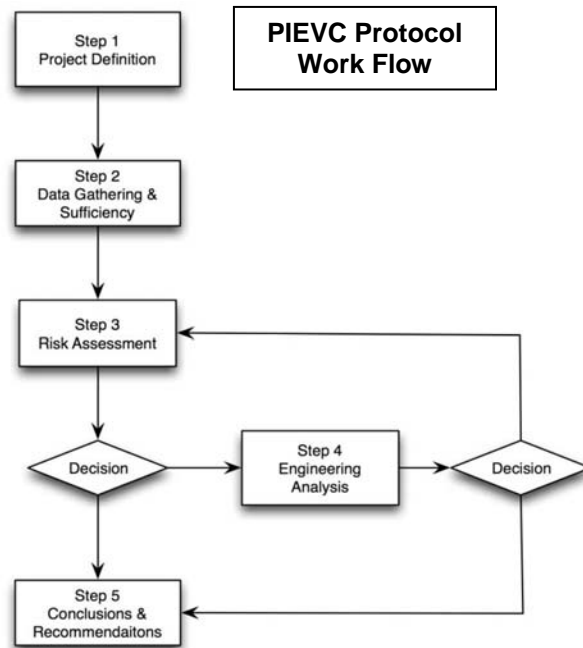 Step 1
Project Definition
PIEVC Protocol
Work Flow
Step 2
Data Gathering &
Sufficiency
Step 3
Risk Assessment
Decision
Step 4
Engineering
Analysis
Decision
Step 5
Conclusions &
Recommendaitons